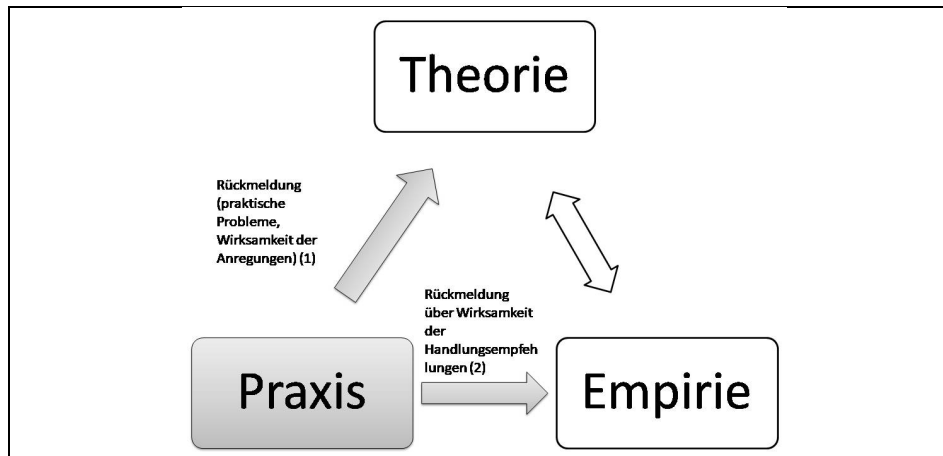 Theorie
Rückmeldung
(praktische
Probleme,
Wirksamkeit der
Anregungen) (1)
Rückmeldung
über Wirksamkeit
der
Handlungsempfeh
lungen (2)
Praxis
Empirie